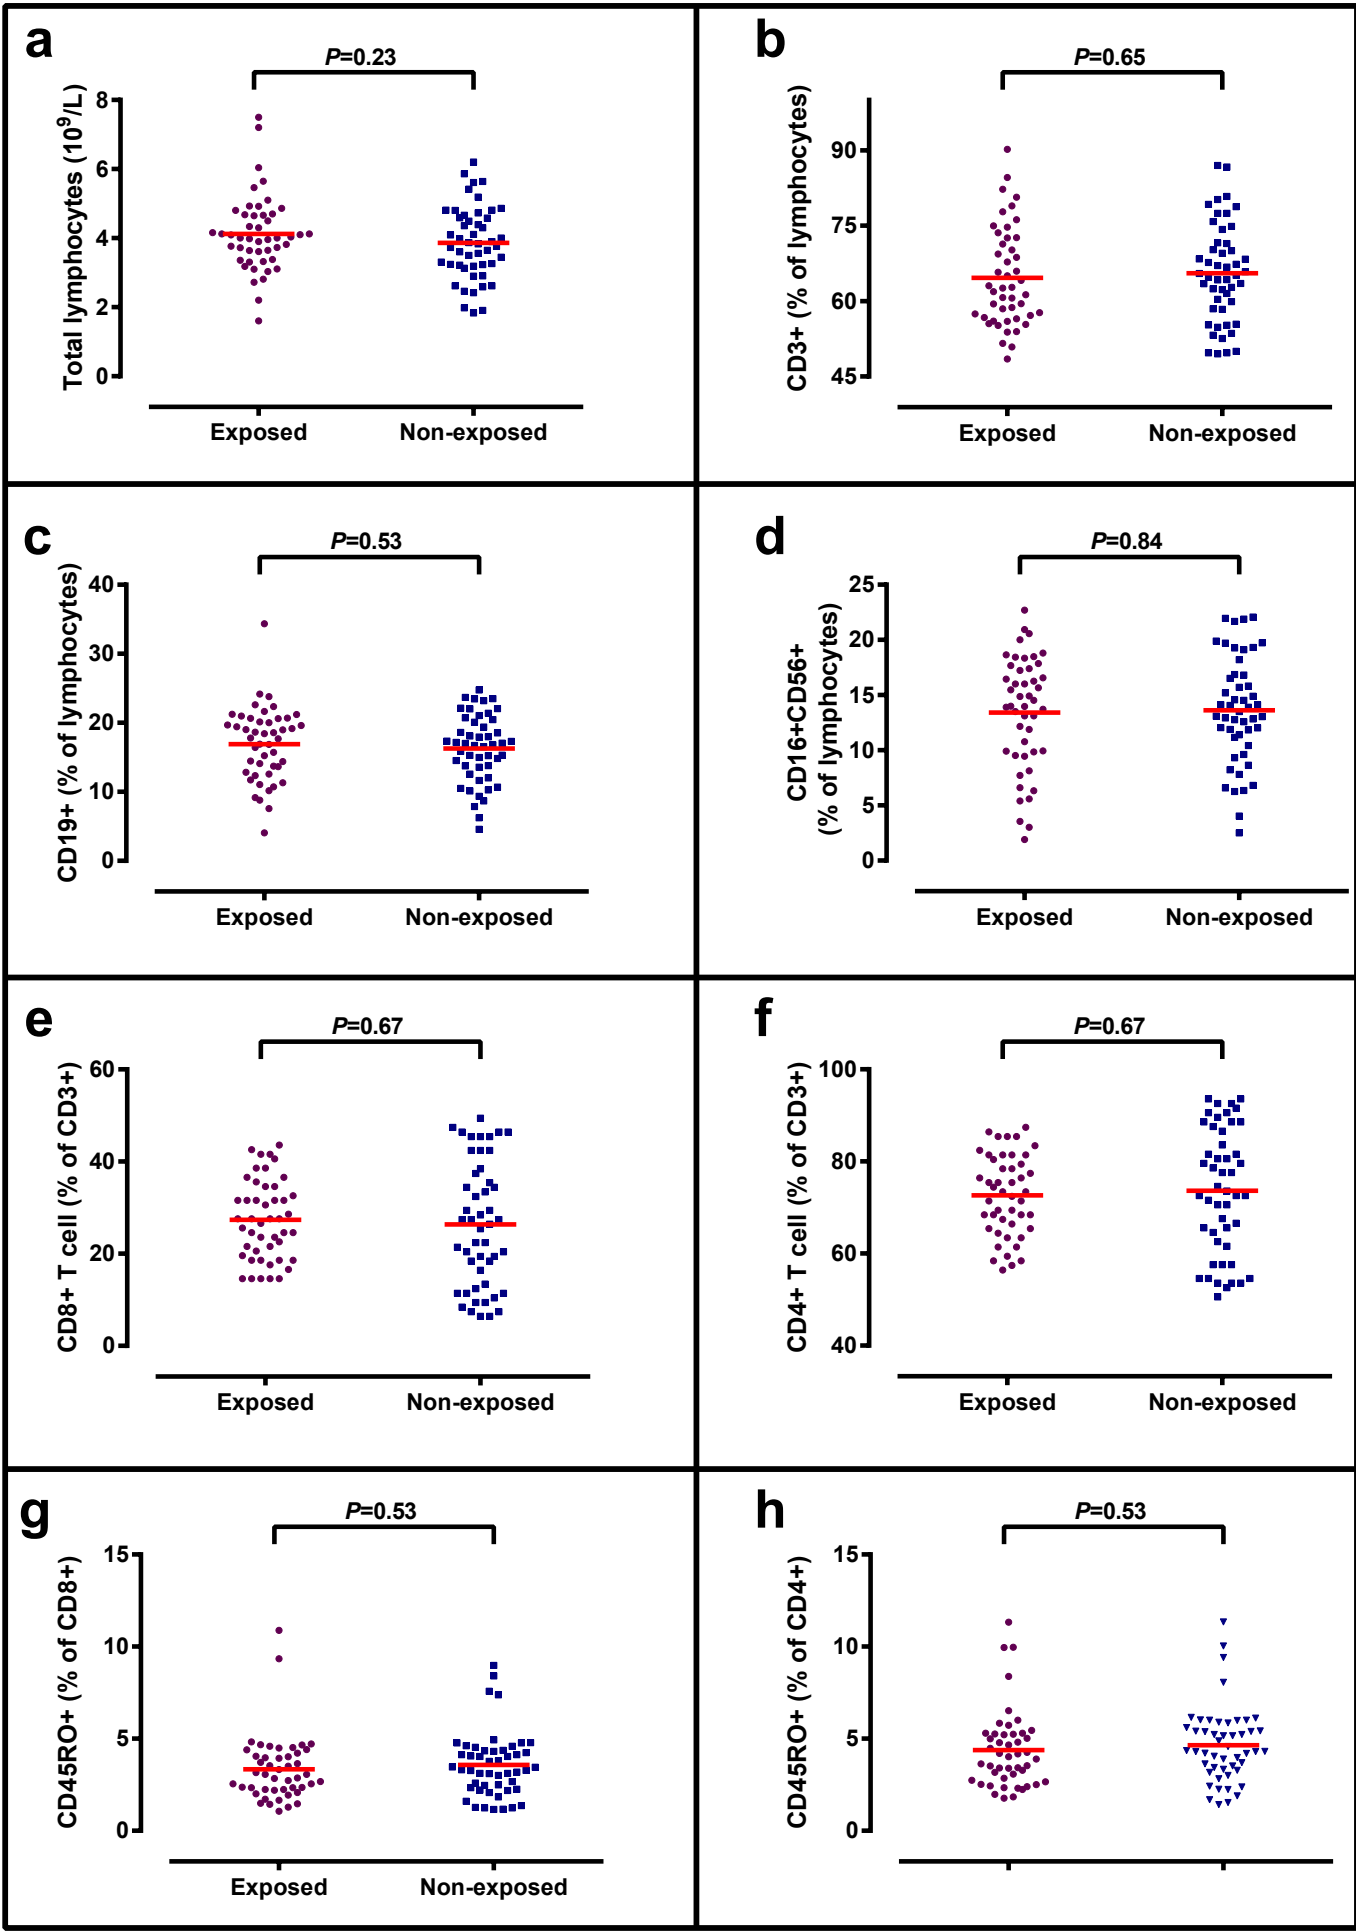 a
P=0.23
Total lymphocytes (10⁹/L)
8
6
4
2
0
Exposed Non-exposed
b
P=0.65
CD3+ (% of lymphocytes)
90
75
60
45
Exposed Non-exposed
c
P=0.53
CD19+ (% of lymphocytes)
40
30
20
10
0
Exposed Non-exposed
d
P=0.84
CD16+CD56+
(% of lymphocytes)
25
20
15
10
5
0
Exposed Non-exposed
e
P=0.67
CD8+ T cell (% of CD3+)
60
40
20
0
Exposed Non-exposed
f
P=0.67
CD4+ T cell (% of CD3+)
100
80
60
40
Exposed Non-exposed
g
P=0.53
CD45RO+ (% of CD8+)
15
10
5
0
Exposed Non-exposed
h
P=0.53
CD45RO+ (% of CD4+)
15
10
5
0